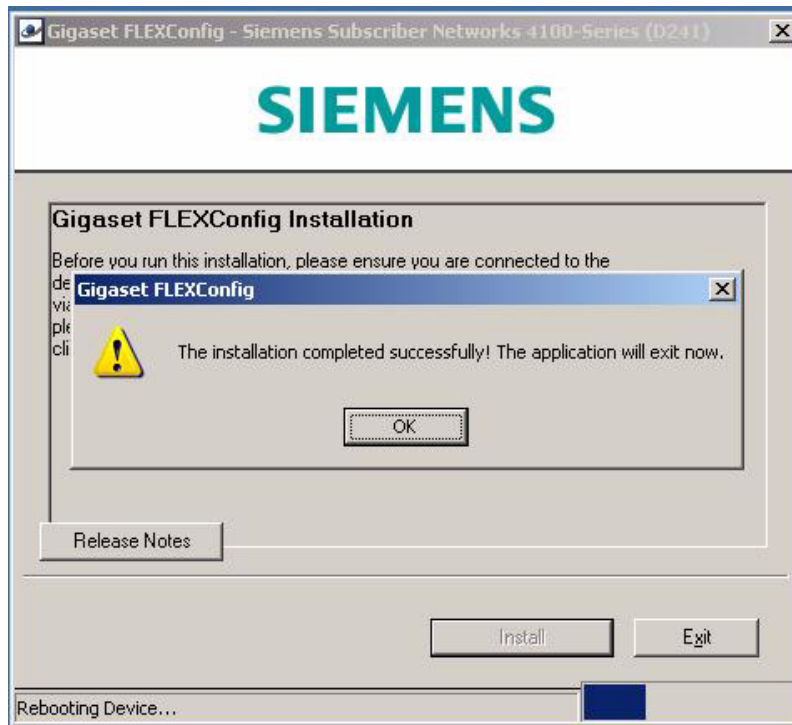 Gigaset FLEXConfig - Siemens Subscriber Networks 4100-Series (D241)
SIEMENS
Gigaset FLEXConfig Installation
Before you run this installation, please ensure you are connected to the
Gigaset FLEXConfig
The installation completed successfully! The application will exit now.
OK
Release Notes
Install
Exit
Rebooting Device...